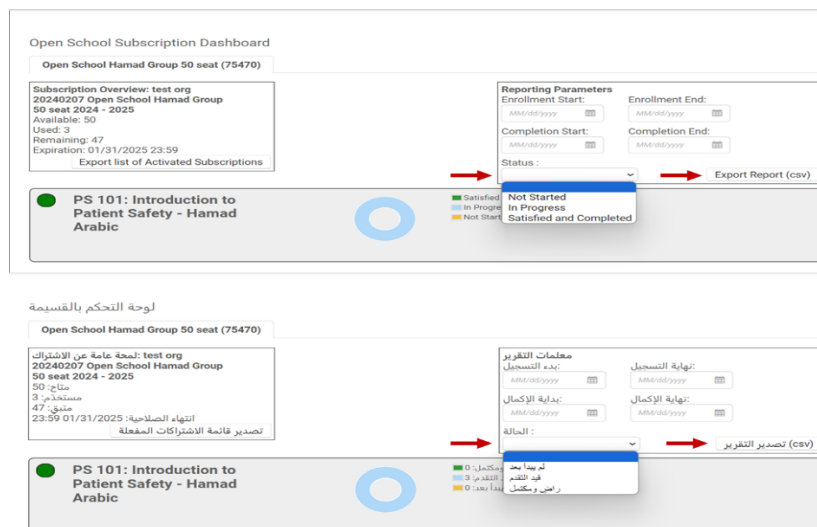 Open School Subscription Dashboard
Open School Hamad Group 50 seat (75470)
Subscription Overview: test org
20240207 Open School Hamad Group
50 seat 2024 - 2025
Available: 50
Used: 3
Remaining: 47
Expiration: 01/31/2025 23:59
Export list of Activated Subscriptions
Reporting Parameters
Enrollment Start: Enrollment End:
MM/dd/yyyy MM/dd/yyyy
Completion Start: Completion End:
MM/dd/yyyy MM/dd/yyyy
Status :
Export Report (csv)
PS 101: Introduction to
Patient Safety - Hamad
Arabic
Satisfied
In Progre
Not Start
Not Started
In Progress
Satisfied and Completed
لوحة التحكم بالقسيمة
Open School Hamad Group 50 seat (75470)
لمحة عامة عن الاشتراك: test org
20240207 Open School Hamad Group
50 seat 2024 - 2025
متاح: 50
مستخدَم: 3
متبق: 47
انتهاء الصلاحية: 01/31/2025 23:59
تصدير قائمة الاشتراكات المفعلة
معلمات التقرير
بدء التسجيل: نهاية التسجيل:
MM/dd/yyyy MM/dd/yyyy
بداية الإكمال: نهاية الإكمال:
MM/dd/yyyy MM/dd/yyyy
الحالة :
تصدير التقرير (csv)
PS 101: Introduction to
Patient Safety - Hamad
Arabic
ومكتمل: 0
التقدم: 3
يبدأ بعد: 0
لم يبدأ بعد
قيد التقدم
راضٍ ومكتمل